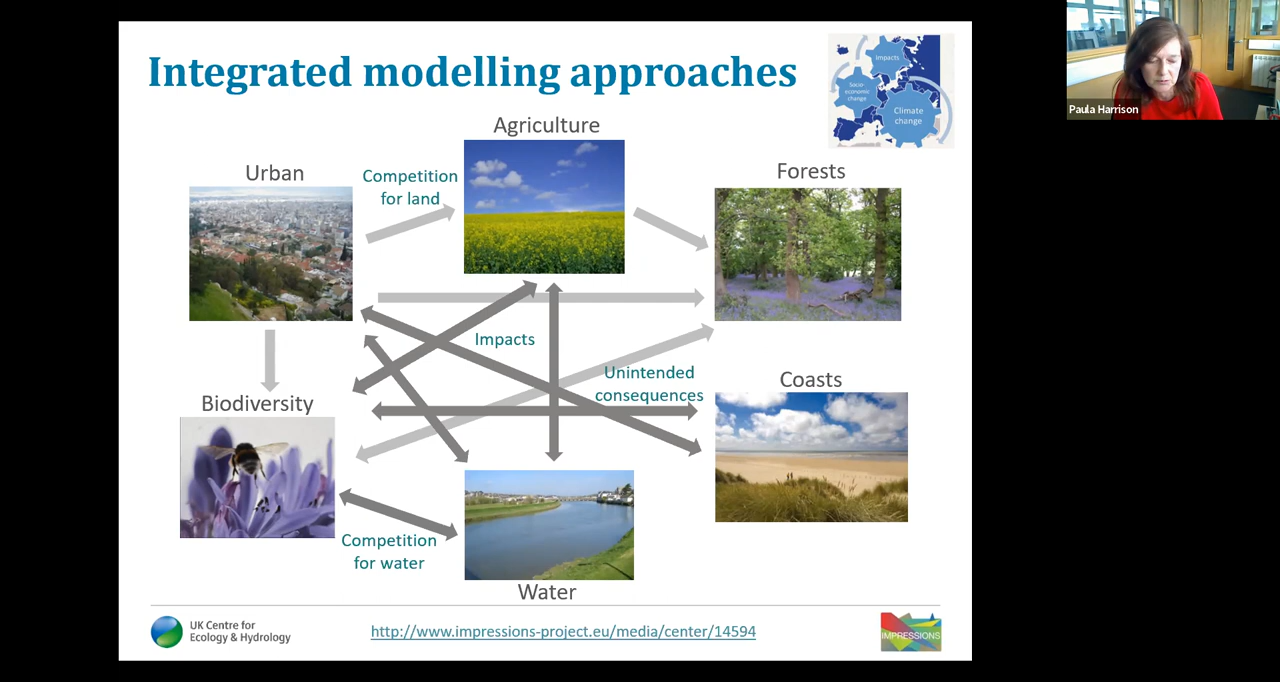 Integrated modelling approaches
Impacts
Socio
economic
change
Climate
change
Paula Harrison
Agriculture
Urban
Competition
for land
Forests
Impacts
Unintended
consequences
Coasts
Biodiversity
Competition
for water
Water
UK Centre for
Ecology & Hydrology
http://www.impressions-project.eu/media/center/14594
IMPRESSIONS